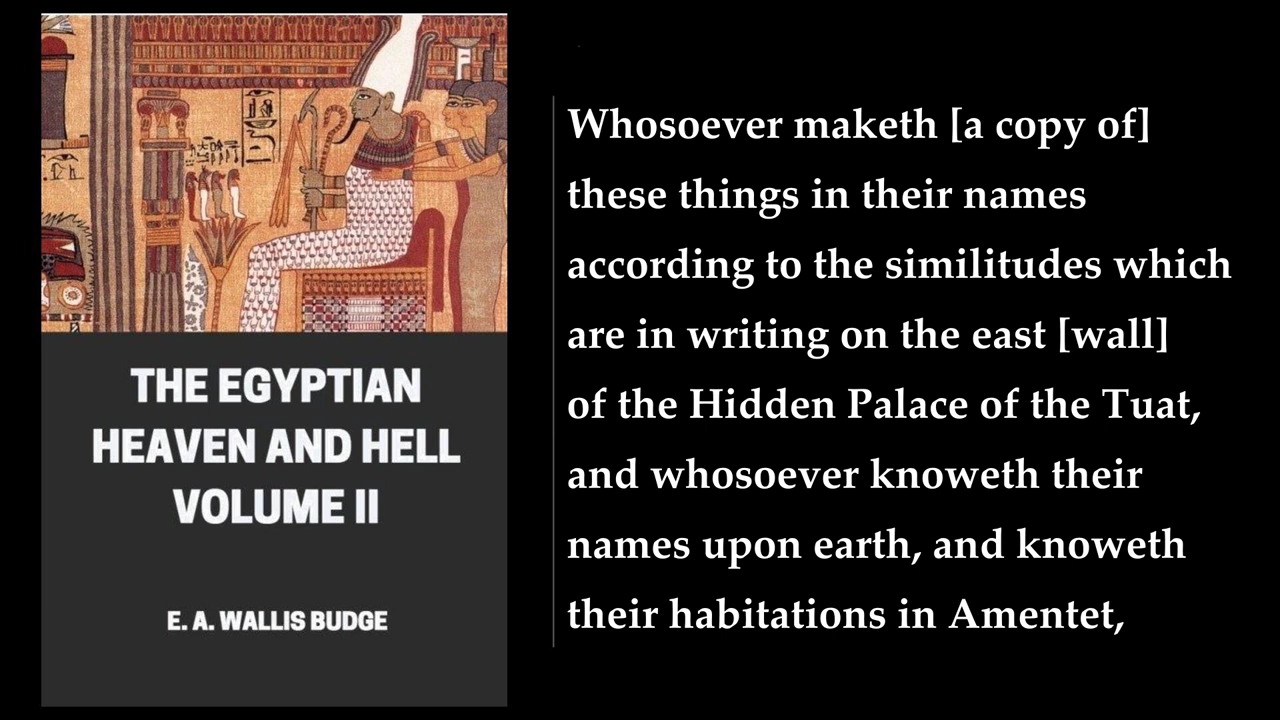 THE EGYPTIAN
HEAVEN AND HELL
VOLUME II
E. A. WALLIS BUDGE
Whosoever maketh [a copy of]
these things in their names
according to the similitudes which
are in writing on the east [wall]
of the Hidden Palace of the Tuat,
and whosoever knoweth their
names upon earth, and knoweth
their habitations in Amentet,